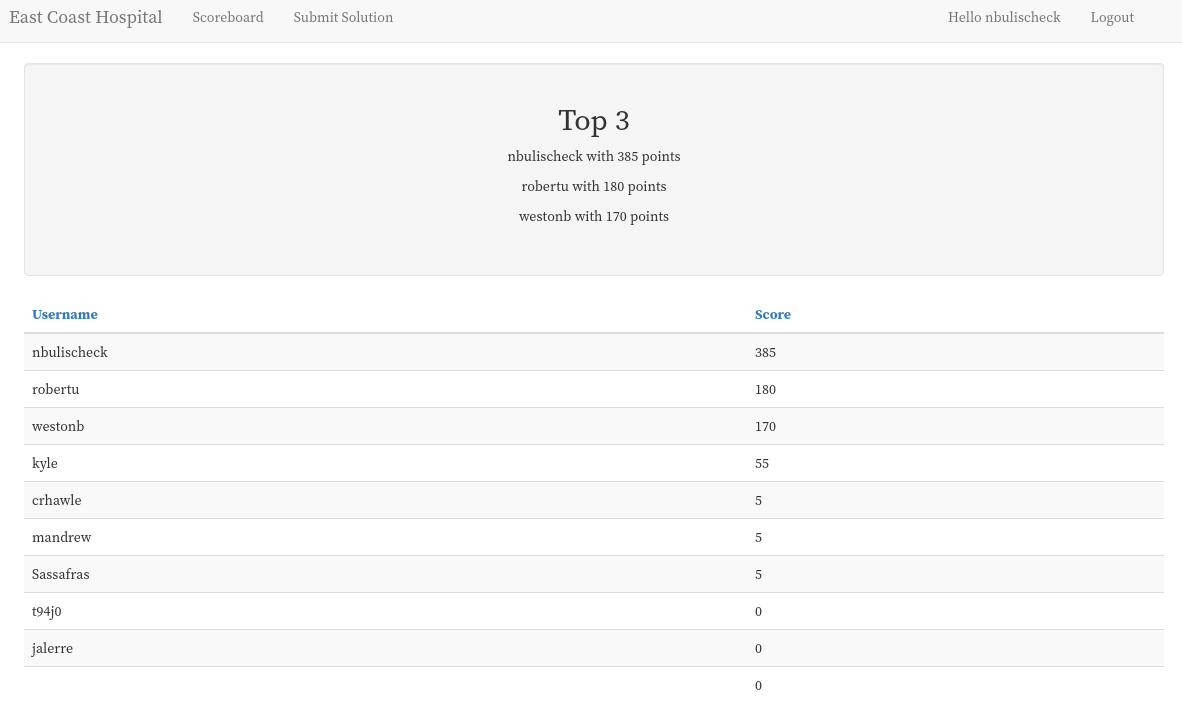 East Coast Hospital Scoreboard Submit Solution Hello nbulischeck Logout
Top 3
nbulischeck with 385 points
robertu with 180 points
westonb with 170 points
Username Score
nbulischeck 385
robertu 180
westonb 170
kyle 55
crhawle 5
mandrew 5
Sassafras 5
t94j0 0
jalerre 0
0